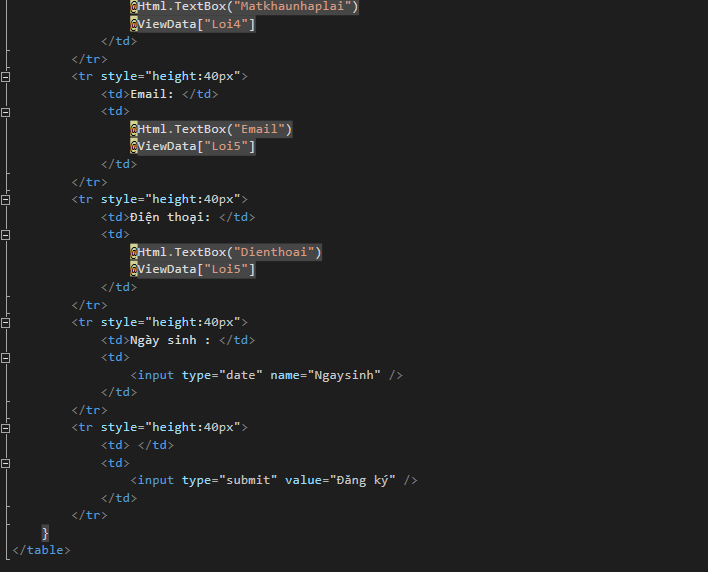 @Html.TextBox("Matkhaunhaplai")
@ViewData["Loi4"]
</td>
</tr>
<tr style="height:40px">
<td>Email: </td>
<td>
@Html.TextBox("Email")
@ViewData["Loi5"]
</td>
</tr>
<tr style="height:40px">
<td>Điện thoại: </td>
<td>
@Html.TextBox("Dienthoai")
@ViewData["Loi5"]
</td>
</tr>
<tr style="height:40px">
<td>Ngày sinh : </td>
<td>
<input type="date" name="Ngaysinh" />
</td>
</tr>
<tr style="height:40px">
<td> </td>
<td>
<input type="submit" value="Đăng ký" />
</td>
</tr>
}
</table>